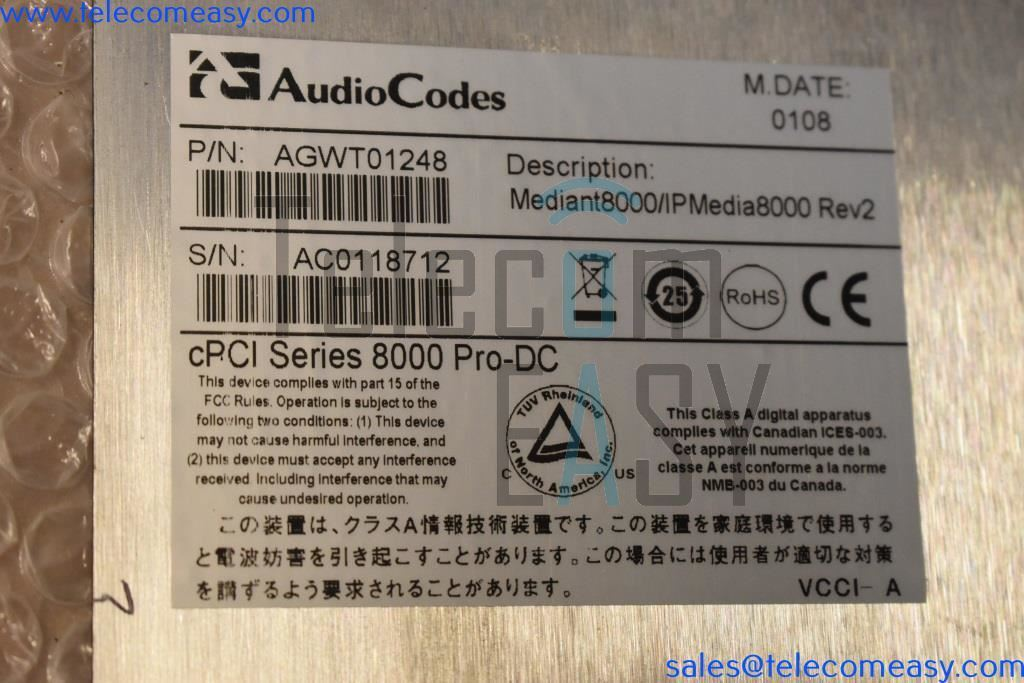 www.telecomeasy.com
AudioCodes
M.DATE:
0108
P/N: AGWT01248
Description:
Mediant8000/IPMedia8000 Rev2
S/N: AC0118712
25
RoHS
CE
cPCI Series 8000 Pro-DC
This device complies with part 15 of the
FCC Rules. Operation is subject to the
following two conditions: (1) This device
may not cause harmful interference, and
(2) this device must accept any interference
received. Including interference that may
cause undesired operation.
TÜV Rheinland
of North America, Inc.
C US
This Class A digital apparatus
complies with Canadian ICES-003.
Cet appareil numerique de la
classe A est conforme a la norme
NMB-003 du Canada.
この装置は、クラスA情報技術装置です。この装置を家庭環境で使用する
と電波妨害を引き起こすことがあります。この場合には使用者が適切な対策
を講ずるよう要求されることがあります。
VCCI- A
Telecom
EASY
sales@telecomeasy.com